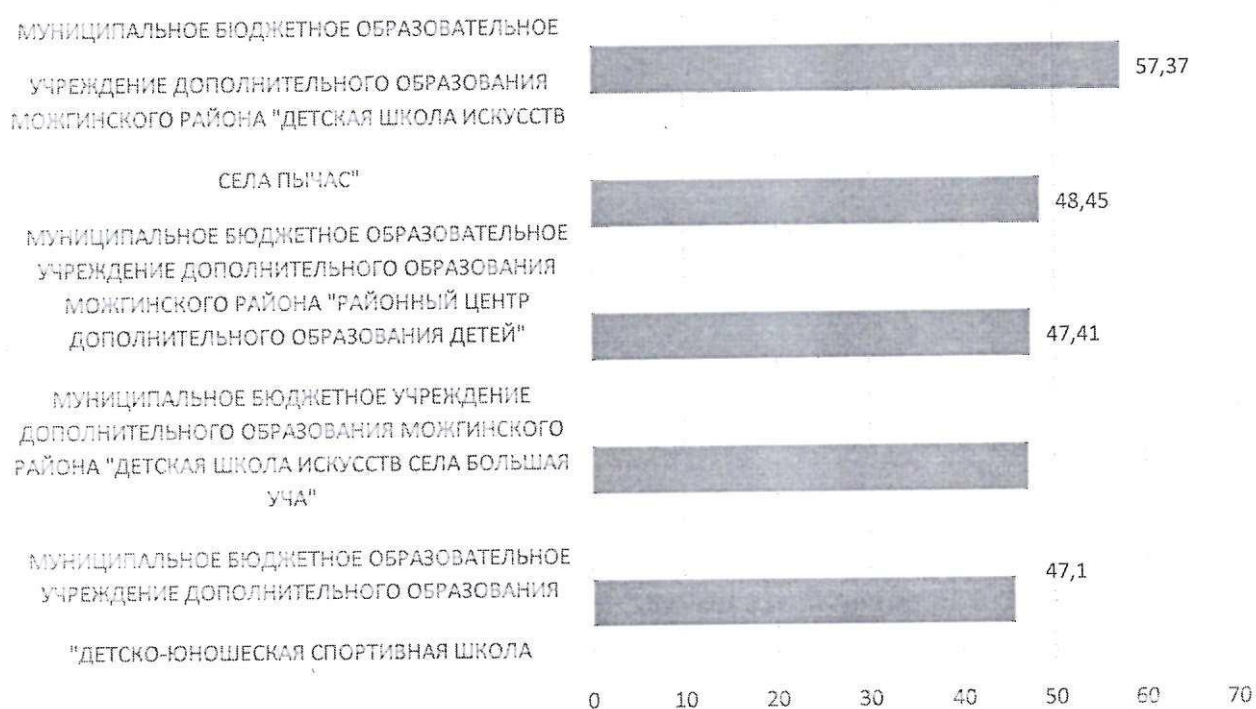 МУНИЦИПАЛЬНОЕ БЮДЖЕТНОЕ ОБРАЗОВАТЕЛЬНОЕ
УЧРЕЖДЕНИЕ ДОПОЛНИТЕЛЬНОГО ОБРАЗОВАНИЯ
МОЖГИНСКОГО РАЙОНА "ДЕТСКАЯ ШКОЛА ИСКУССТВ
СЕЛА ПЫЧАС"
МУНИЦИПАЛЬНОЕ БЮДЖЕТНОЕ ОБРАЗОВАТЕЛЬНОЕ
УЧРЕЖДЕНИЕ ДОПОЛНИТЕЛЬНОГО ОБРАЗОВАНИЯ
МОЖГИНСКОГО РАЙОНА "РАЙОННЫЙ ЦЕНТР
ДОПОЛНИТЕЛЬНОГО ОБРАЗОВАНИЯ ДЕТЕЙ"
МУНИЦИПАЛЬНОЕ БЮДЖЕТНОЕ УЧРЕЖДЕНИЕ
ДОПОЛНИТЕЛЬНОГО ОБРАЗОВАНИЯ МОЖГИНСКОГО
РАЙОНА "ДЕТСКАЯ ШКОЛА ИСКУССТВ СЕЛА БОЛЬШАЯ
УЧА"
МУНИЦИПАЛЬНОЕ БЮДЖЕТНОЕ ОБРАЗОВАТЕЛЬНОЕ
УЧРЕЖДЕНИЕ ДОПОЛНИТЕЛЬНОГО ОБРАЗОВАНИЯ
"ДЕТСКО-ЮНОШЕСКАЯ СПОРТИВНАЯ ШКОЛА
57,37
48,45
47,41
47,1
0 10 20 30 40 50 60 70